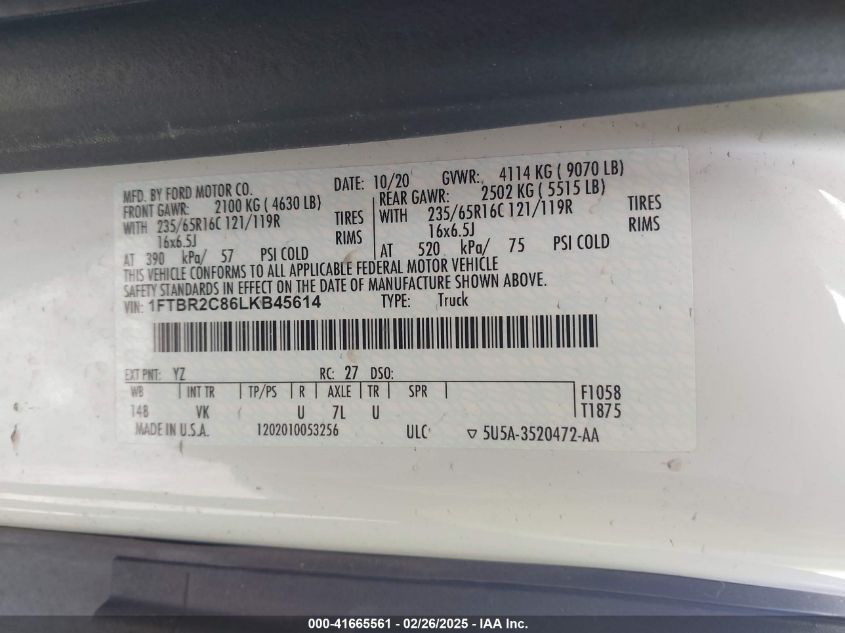 MFD. BY FORD MOTOR CO. DATE: 10/20 GVWR: 4114 KG ( 9070 LB)
FRONT GAWR: 2100 KG ( 4630 LB) REAR GAWR: 2502 KG ( 5515 LB)
WITH 235/65R16C 121/119R TIRES WITH 235/65R16C 121/119R TIRES
16x6.5J RIMS 16x6.5J RIMS
AT 390 kPa/ 57 PSI COLD AT 520 kPa/ 75 PSI COLD
THIS VEHICLE CONFORMS TO ALL APPLICABLE FEDERAL MOTOR VEHICLE
SAFETY STANDARDS IN EFFECT ON THE DATE OF MANUFACTURE SHOWN ABOVE.
VIN: 1FTBR2C86LKB45614 TYPE: Truck
EXT PNT: YZ RC: 27 DSO:
WB INT TR TP/PS R AXLE TR SPR F1058
148 VK U 7L U T1875
MADE IN U.S.A. 1202010053256 ULC ▽ 5U5A-3520472-AA
000-41665561 - 02/26/2025 - IAAI - Copyright IAA, Inc.